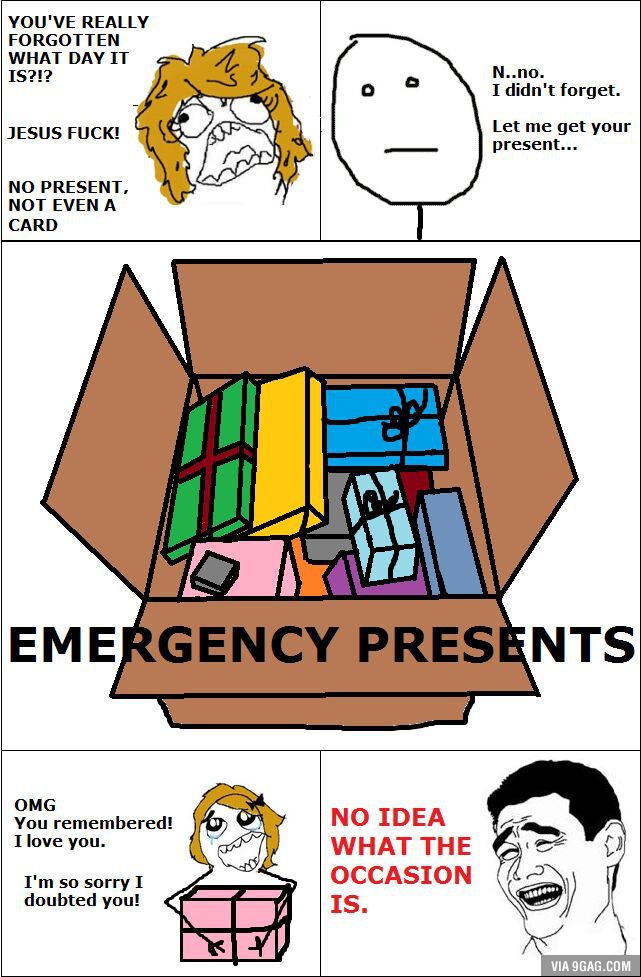 YOU'VE REALLY
FORGOTTEN
WHAT DAY IT
IS?!?
JESUS FUCK!
NO PRESENT,
NOT EVEN A
CARD
N..no.
I didn't forget.
Let me get your
present...
EMERGENCY PRESENTS
OMG
You remembered!
I love you.
I'm so sorry I
doubted you!
NO IDEA
WHAT THE
OCCASION
IS.
VIA 9GAG.COM